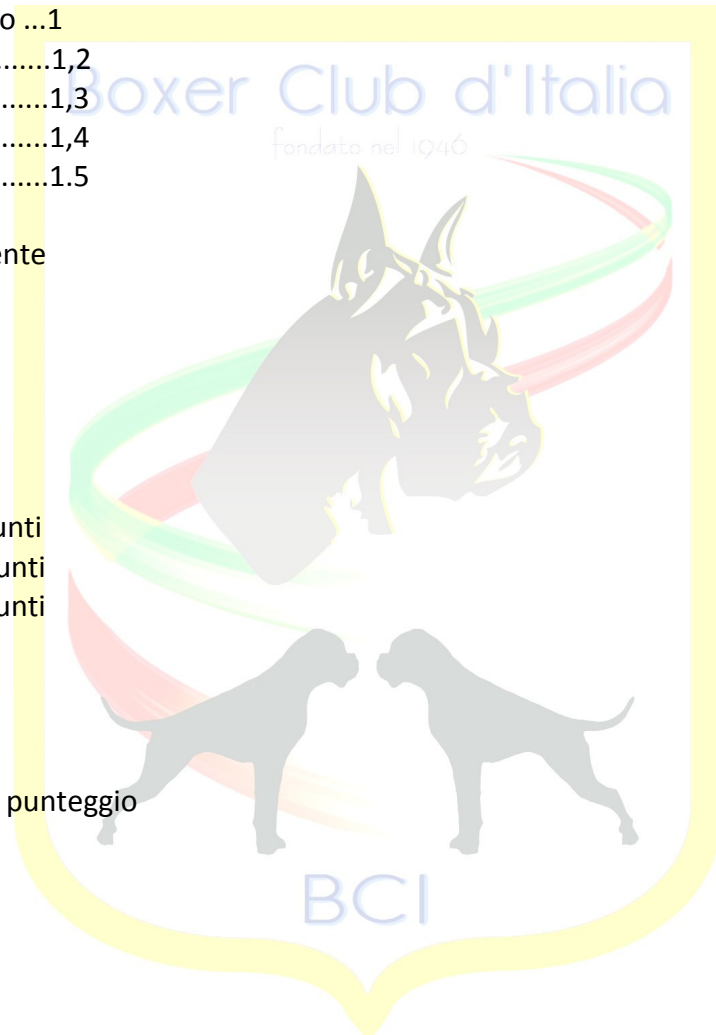 o ...1
.......1,2
.......1,3
.......1,4
.......1.5
Boxer Club d'Italia
fondato nel 1946
ente
unti
unti
unti
punteggio
BCI